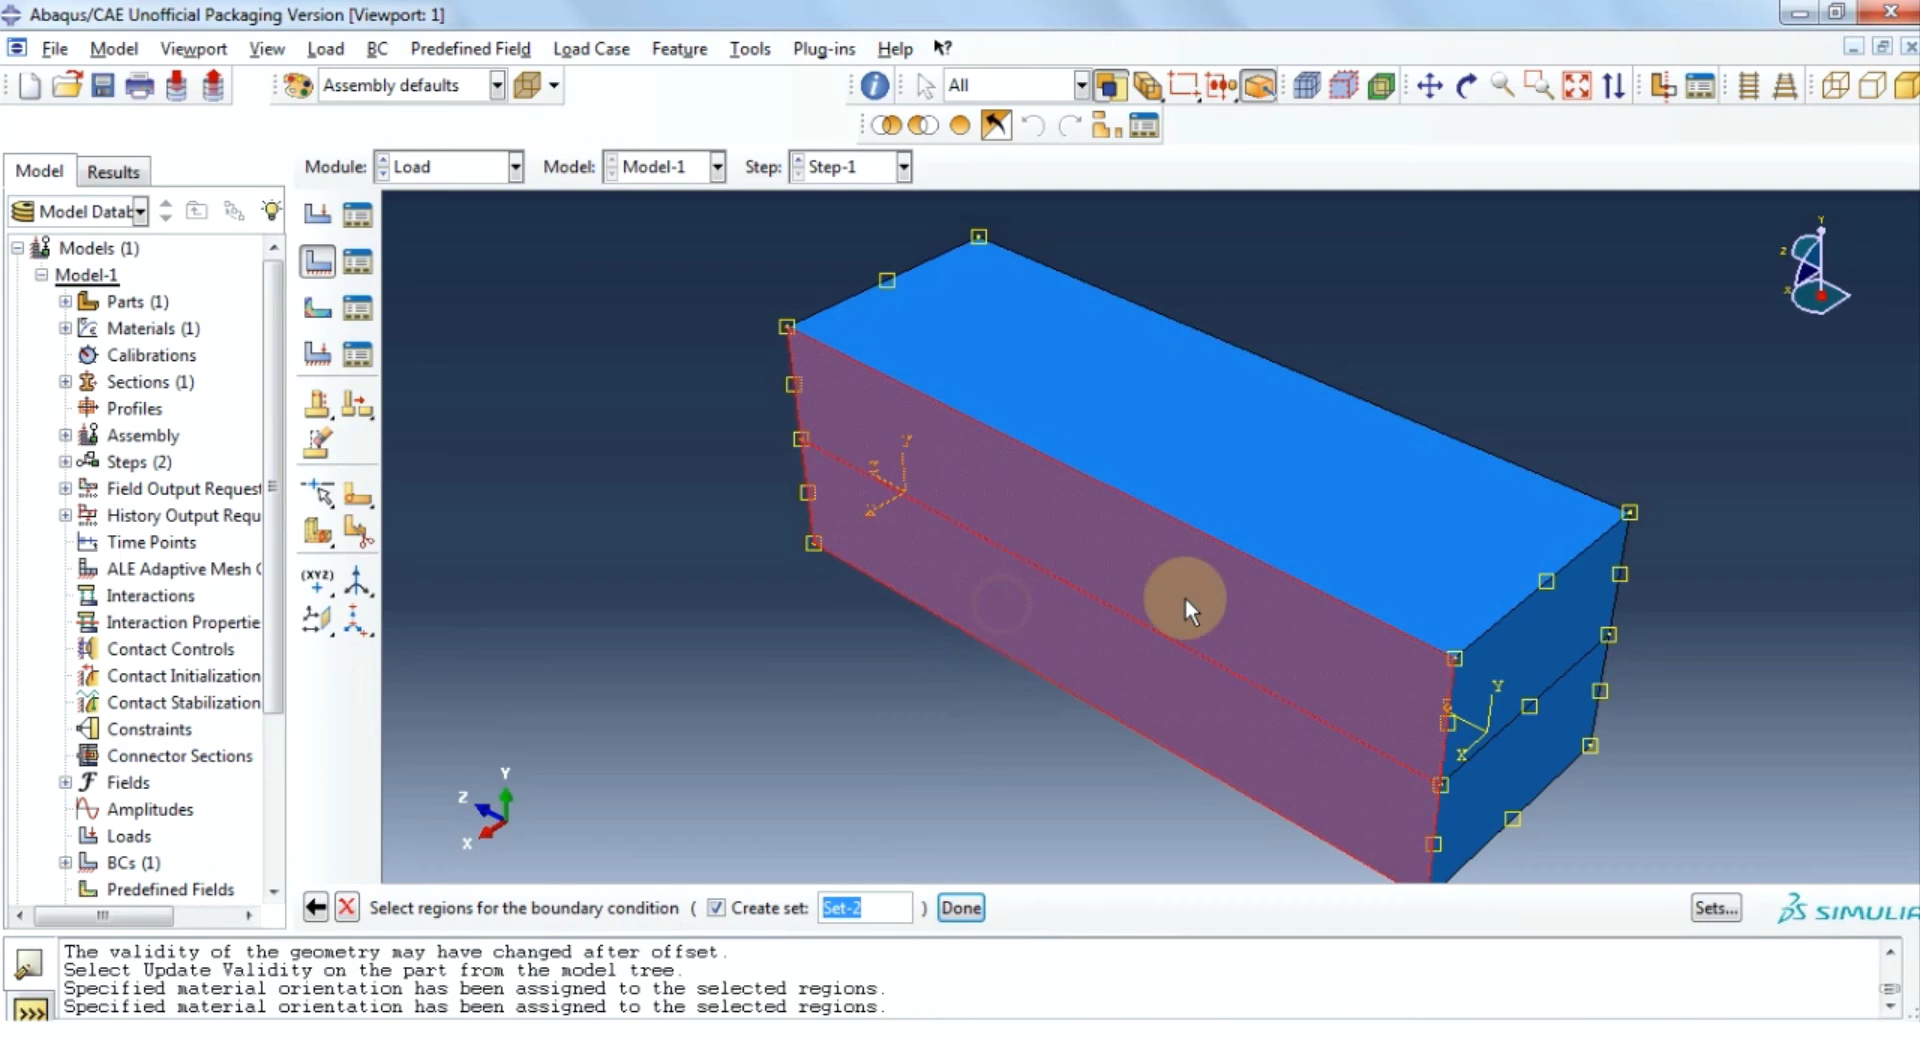 Abaqus/CAE Unofficial Packaging Version [Viewport: 1]
File Model Viewport View Load BC Predefined Field Load Case Feature Tools Plug-ins Help
Assembly defaults All
Model Results Module: Load Model: Model-1 Step: Step-1
Model Datab
Models (1)
Model-1
Parts (1)
Materials (1)
Calibrations
Sections (1)
Profiles
Assembly
Steps (2)
Field Output Request
History Output Requ
Time Points
ALE Adaptive Mesh C
Interactions
Interaction Propertie
Contact Controls
Contact Initialization
Contact Stabilization
Constraints
Connector Sections
Fields
Amplitudes
Loads
BCs (1)
Predefined Fields
(XYZ)
Y
Z
X
Y
X
Y
Z
X
Select regions for the boundary condition ( Create set: Set-2 ) Done Sets... SIMULIA
The validity of the geometry may have changed after offset.
Select Update Validity on the part from the model tree.
Specified material orientation has been assigned to the selected regions.
Specified material orientation has been assigned to the selected regions.
>>>